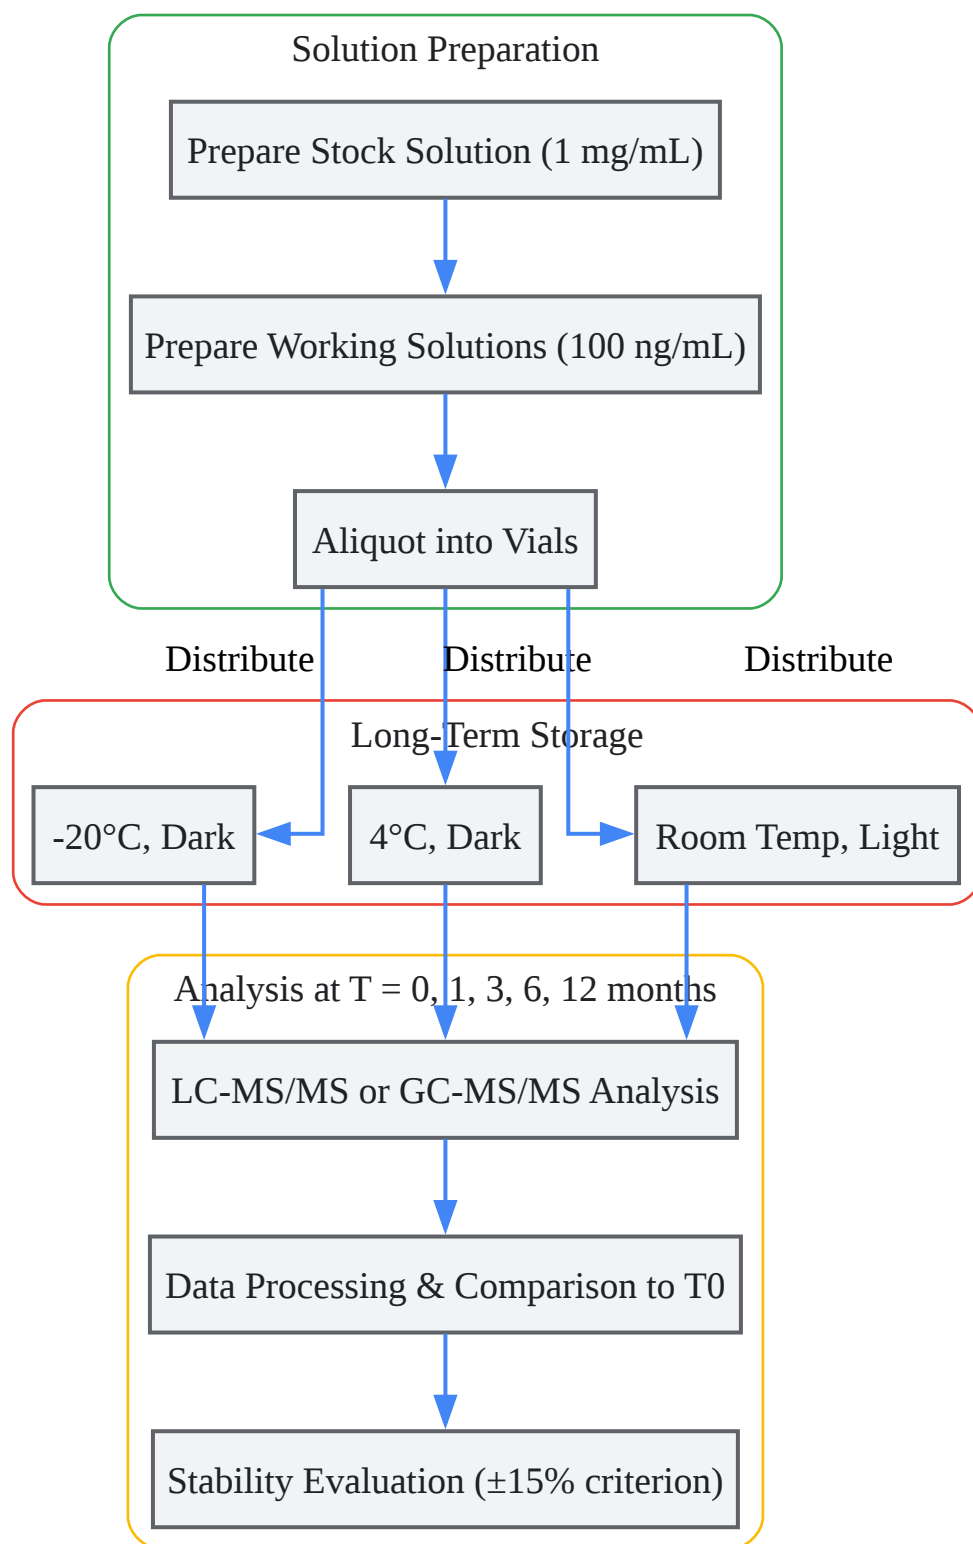 Solution Preparation
Prepare Stock Solution (1 mg/mL)
Prepare Working Solutions (100 ng/mL)
Aliquot into Vials
Distribute
Distribute
Distribute
Long-Term Storage
-20°C, Dark
4°C, Dark
Room Temp, Light
Analysis at T = 0, 1, 3, 6, 12 months
LC-MS/MS or GC-MS/MS Analysis
Data Processing & Comparison to T0
Stability Evaluation (±15% criterion)